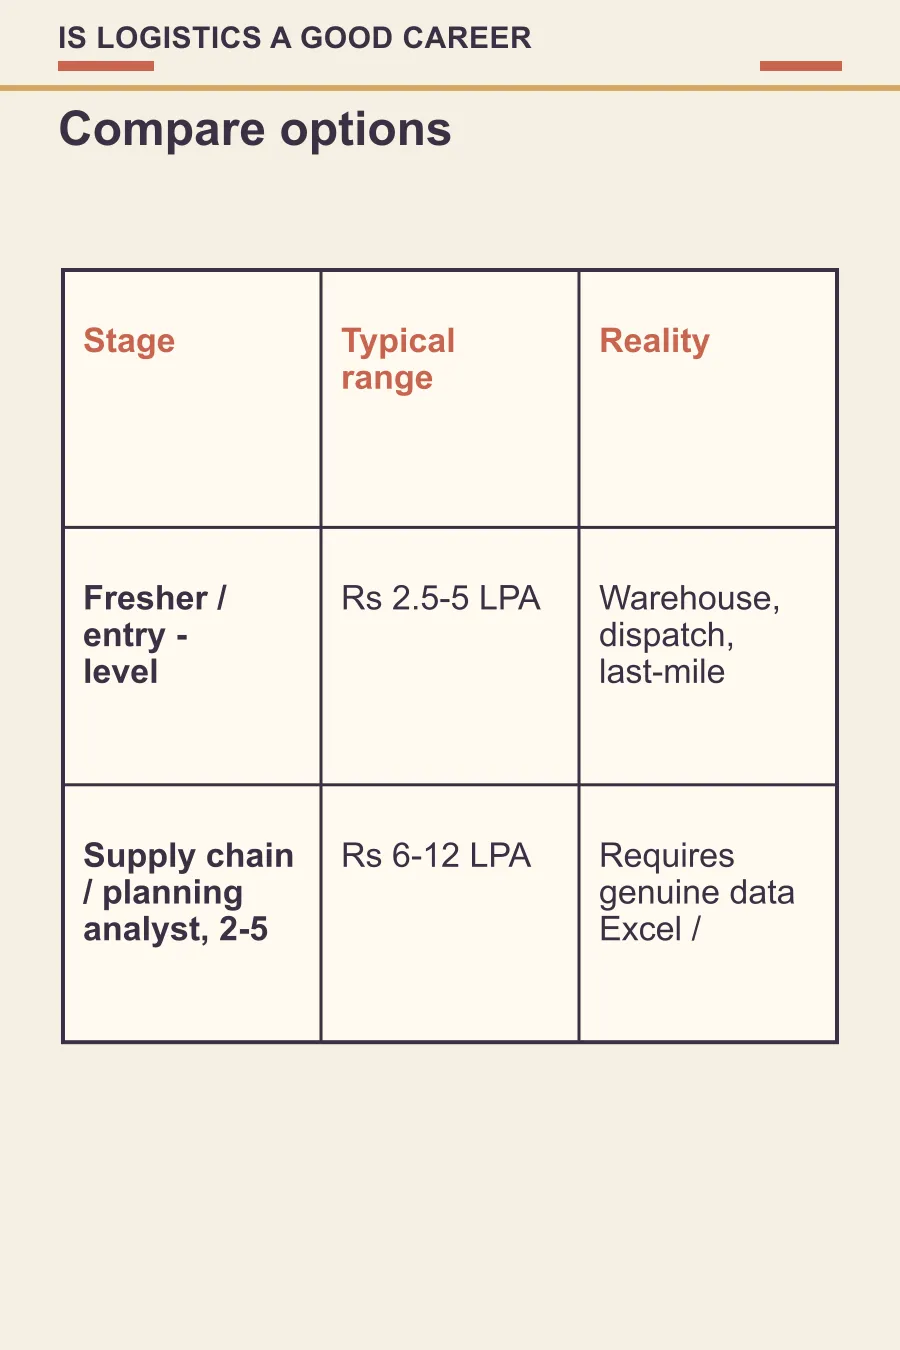 IS LOGISTICS A GOOD CAREER
Compare options
Stage
Typical
range
Reality
Fresher /
entry -
level
Rs 2.5-5 LPA
Warehouse,
dispatch,
last-mile
Supply chain
/ planning
analyst, 2-5
Rs 6-12 LPA
Requires
genuine data
Excel /